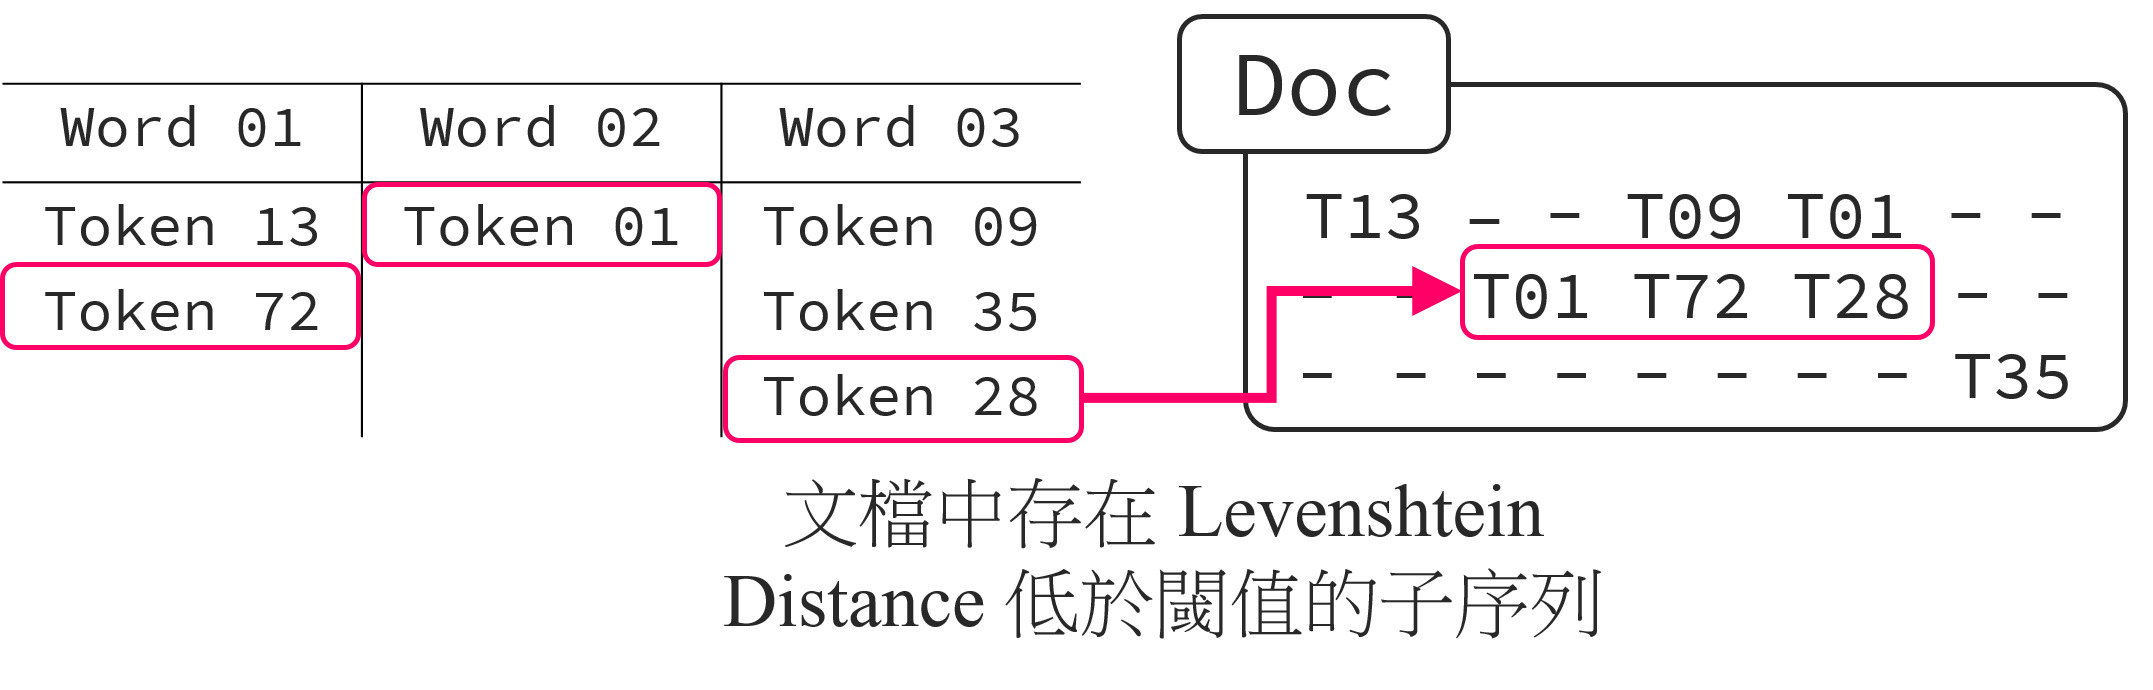 Word 01 Word 02 Word 03
Token 13 Token 01 Token 09
Token 72 Token 35
Token 28
Doc
T13 - - T09 T01 - -
- - T01 T72 T28 - -
- - - - - - - - T35
文檔中存在 Levenshtein
Distance 低於閾值的子序列